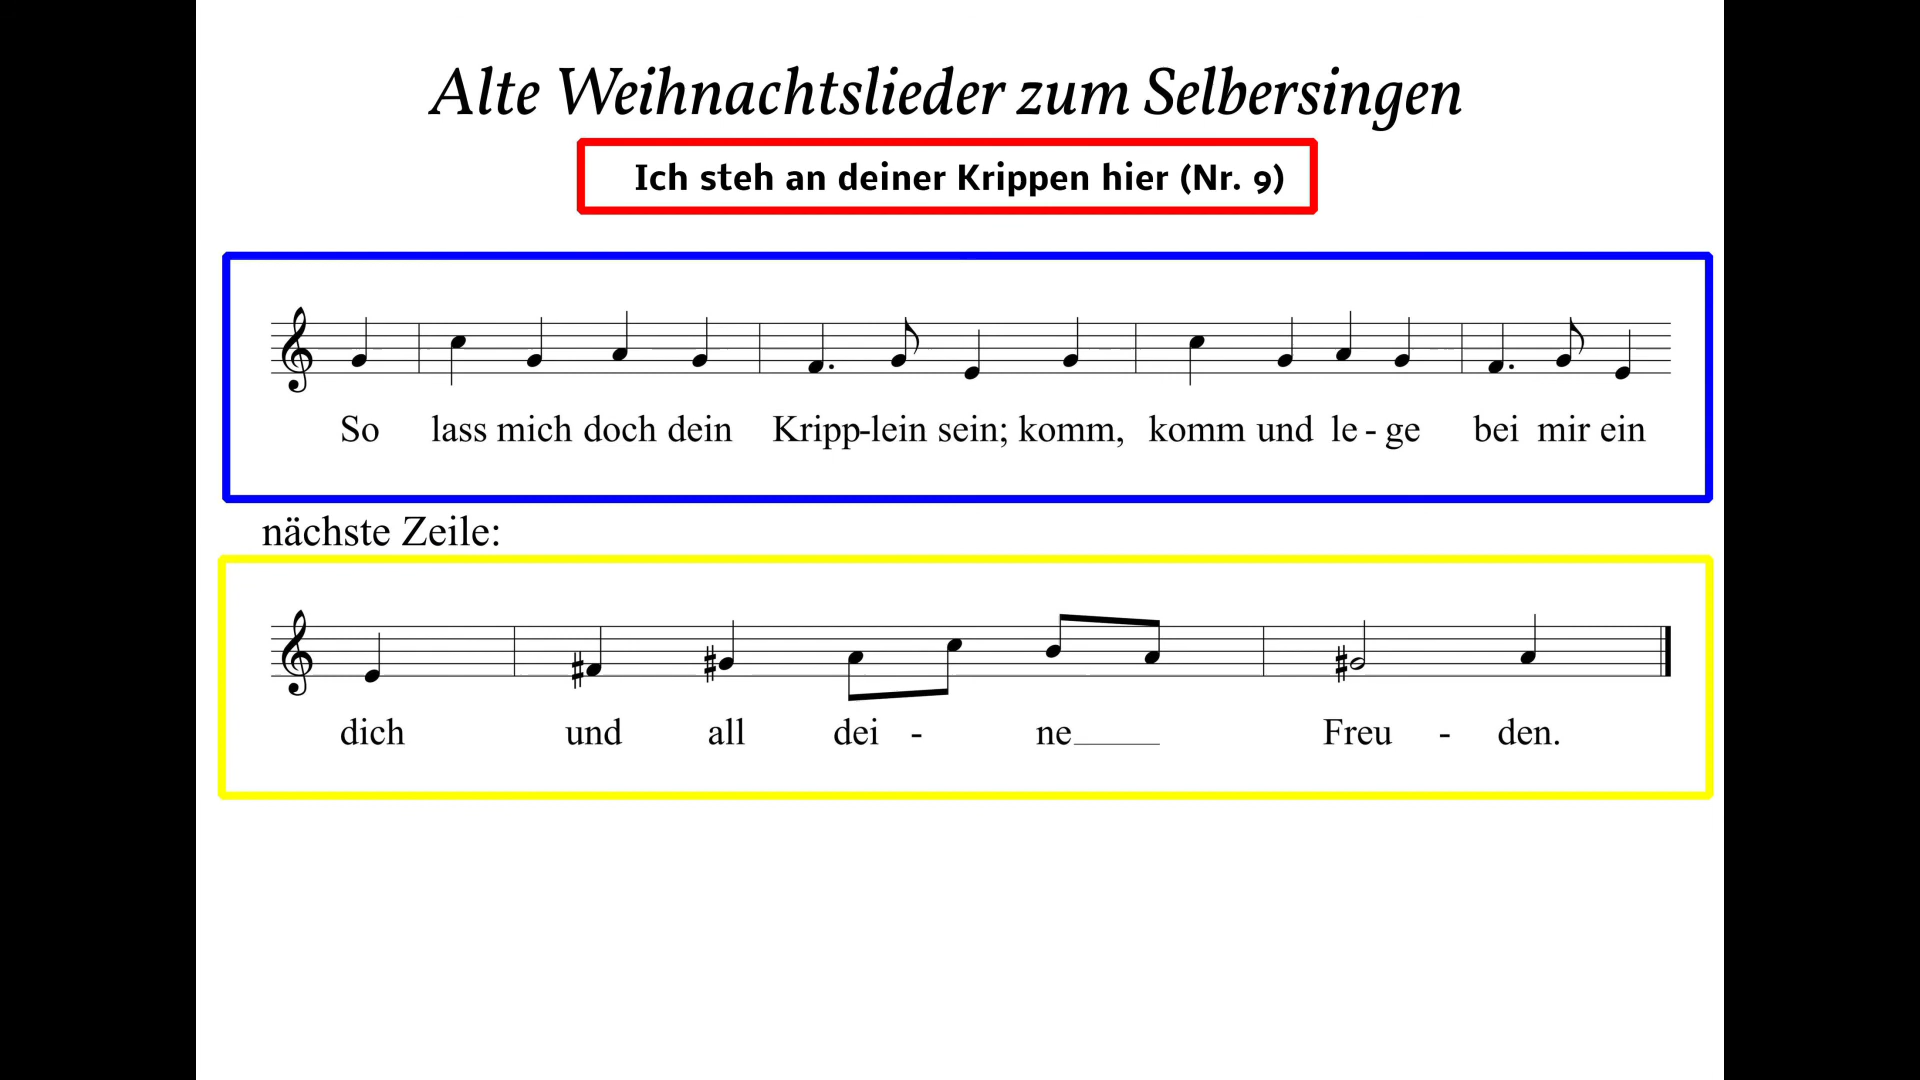 Alte Weihnachtslieder zum Selbersingen
Ich steh an deiner Krippen hier (Nr. 9)
So lass mich doch dein Kripp-lein sein; komm, komm und le - ge bei mir ein
nächste Zeile:
dich und all dei - ne____ Freu - den.